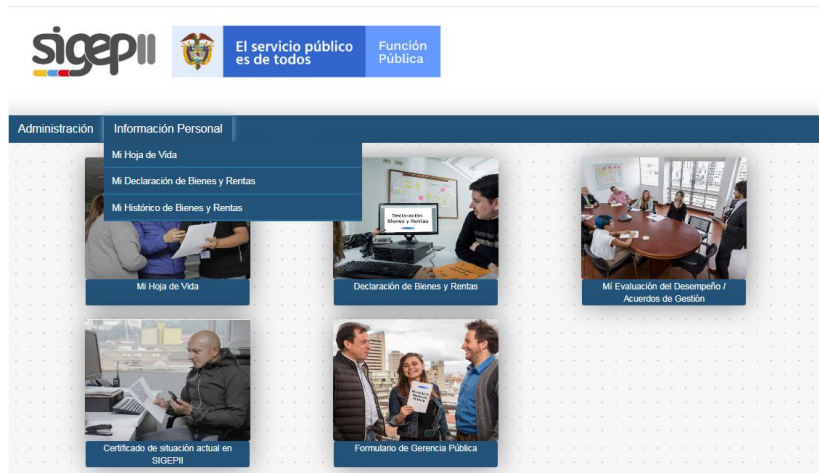 sigepII
El servicio público
es de todos
Función
Pública
Administración
Información Personal
Mi Hoja de Vida
Mi Declaración de Bienes y Rentas
Mi Histórico de Bienes y Rentas
Declaración
Bienes y Rentas
Mi Hoja de Vida
Declaración de Bienes y Rentas
Mí Evaluación del Desempeño /
Acuerdos de Gestión
Certificado de situación actual en
SIGEPII
Formulario de Gerencia Pública